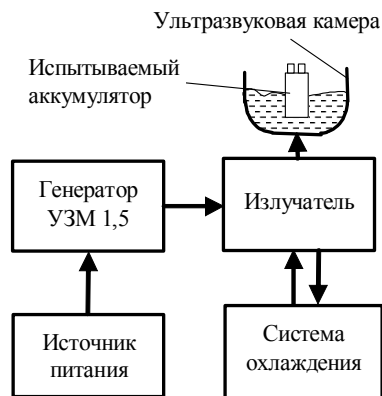 Ультразвуковая камера
Испытываемый
аккумулятор
Генератор
УЗМ 1,5
Излучатель
Источник
питания
Система
охлаждения